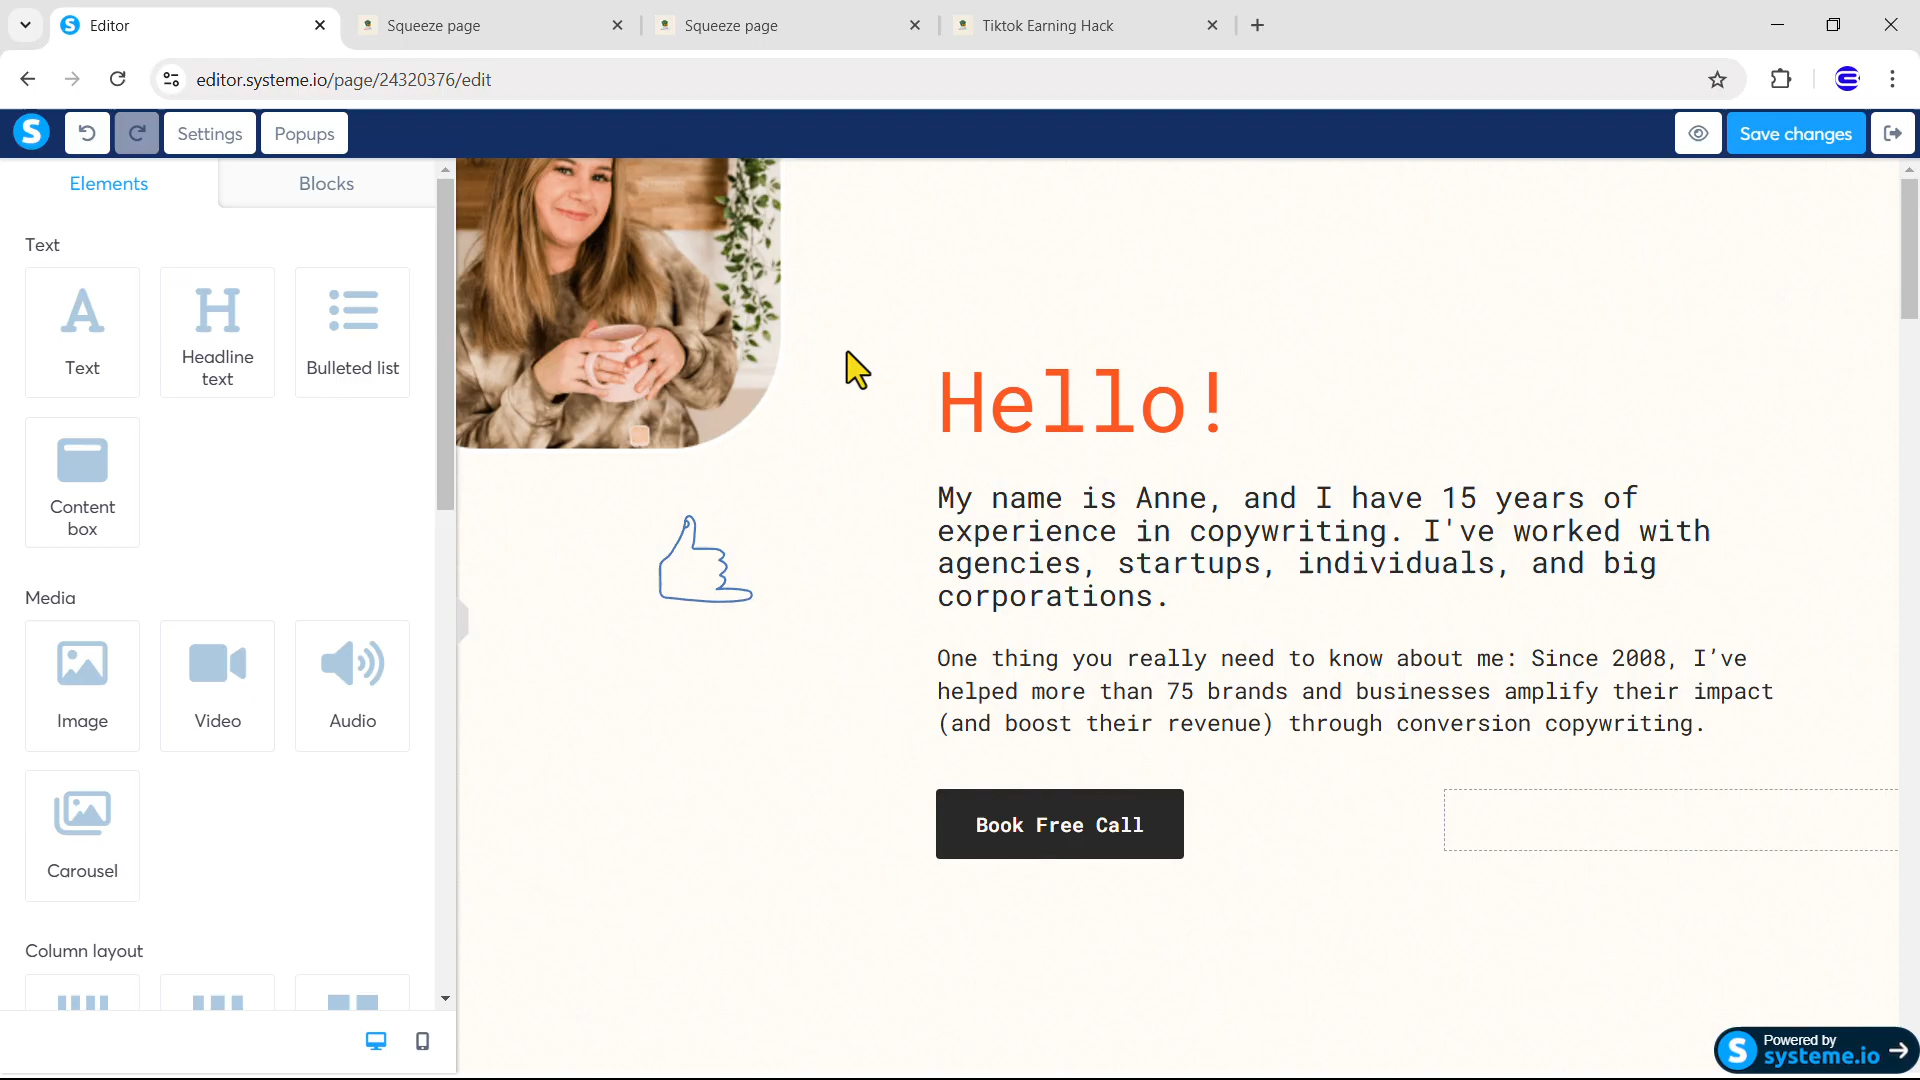 Editor
Squeeze page
Squeeze page
Tiktok Earning Hack
editor.systeme.io/page/24320376/edit
S
Settings
Popups
Save changes
Elements
Blocks
Text
A
Text
H
Headline
text
Bulleted list
Content
box
Media
Image
Video
Audio
Carousel
Column layout
Hello!
My name is Anne, and I have 15 years of
experience in copywriting. I've worked with
agencies, startups, individuals, and big
corporations.
One thing you really need to know about me: Since 2008, I’ve
helped more than 75 brands and businesses amplify their impact
(and boost their revenue) through conversion copywriting.
Book Free Call
S
Powered by
systeme.io